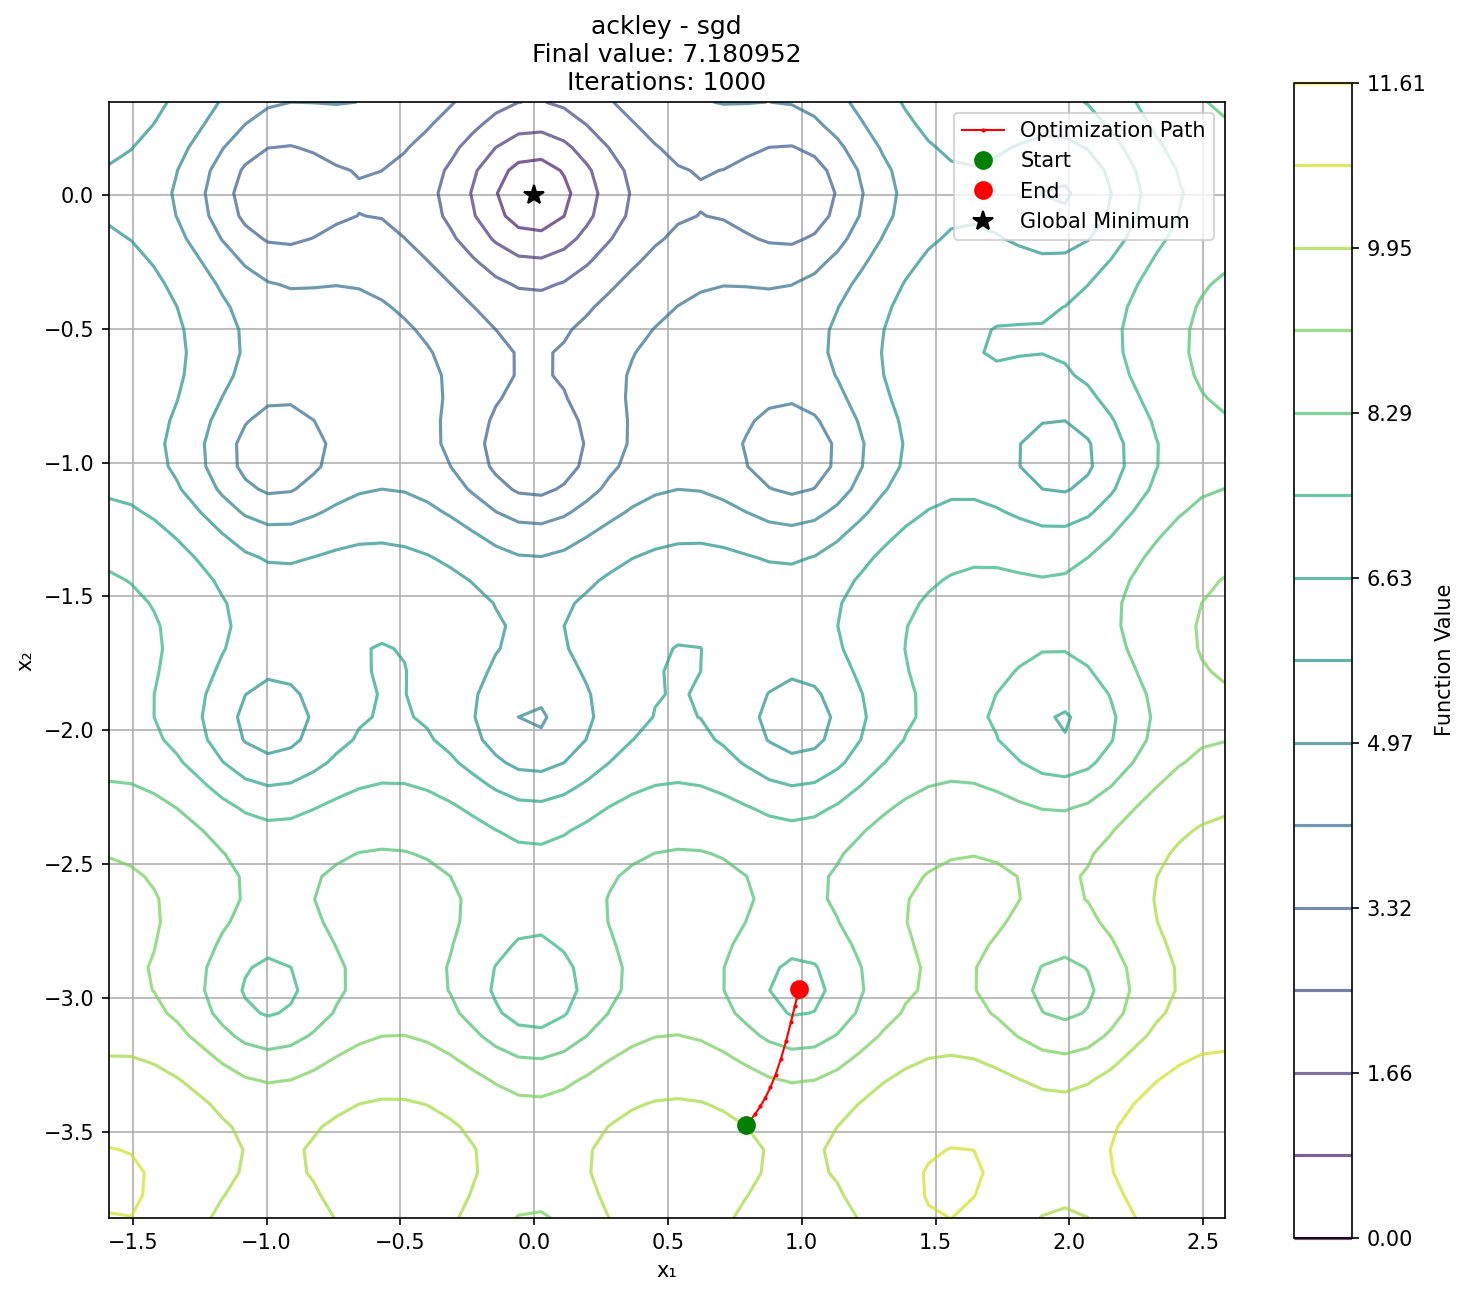 ackley - sgd
Final value: 7.180952
Iterations: 1000
Optimization Path
Start
End
Global Minimum
0.0
−0.5
−1.0
−1.5
−2.0
−2.5
−3.0
−3.5
x₂
−1.5
−1.0
−0.5
0.0
0.5
1.0
1.5
2.0
2.5
x₁
11.61
9.95
8.29
6.63
4.97
3.32
1.66
0.00
Function Value